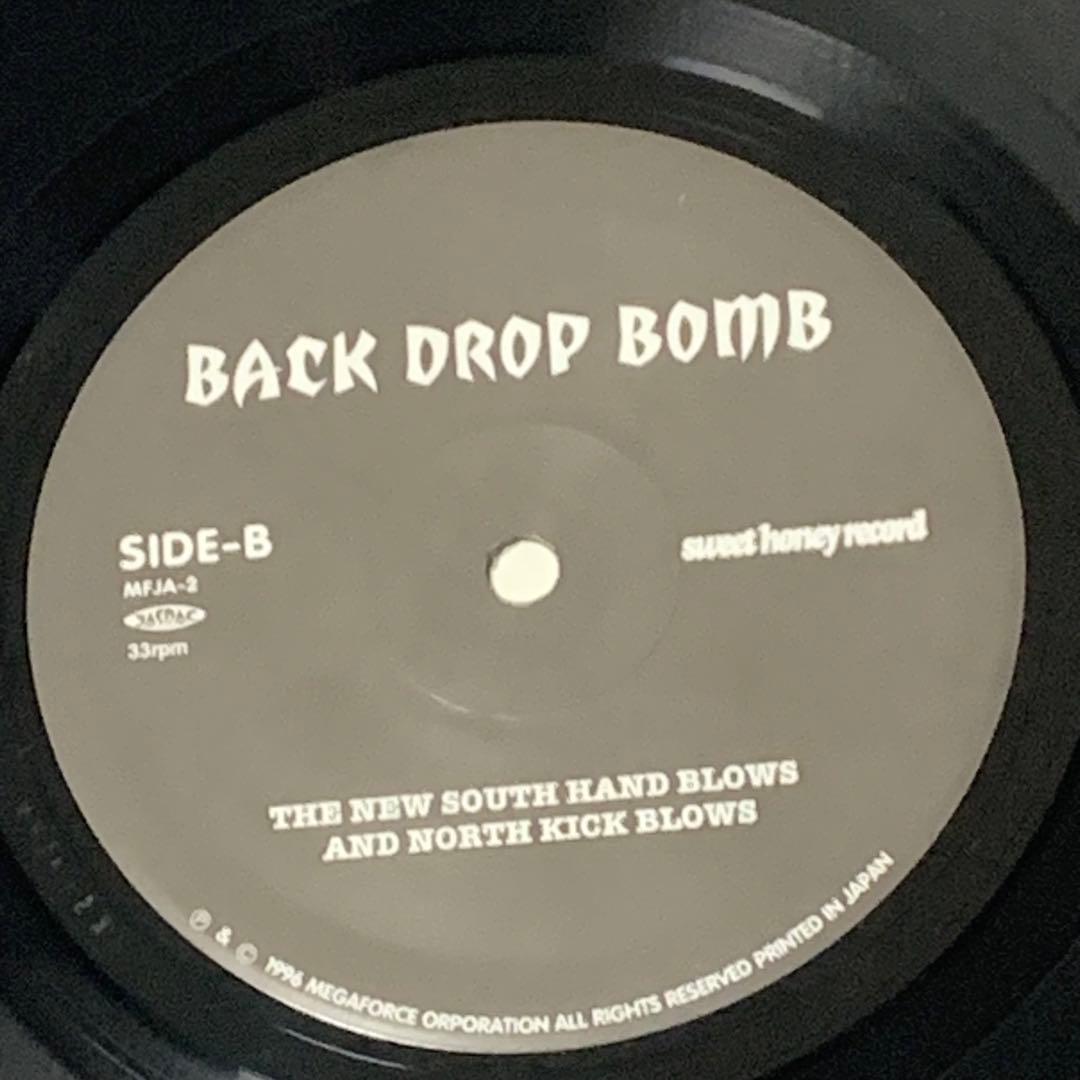 BACK DROP BOMB
SIDE-B
MFJA-2
JASRAC
33rpm
sweet honey record
THE NEW SOUTH HAND BLOWS
AND NORTH KICK BLOWS
Ⓟ & © 1996 MEGAFORCE ORPORATION ALL RIGHTS RESERVED PRINTED IN JAPAN